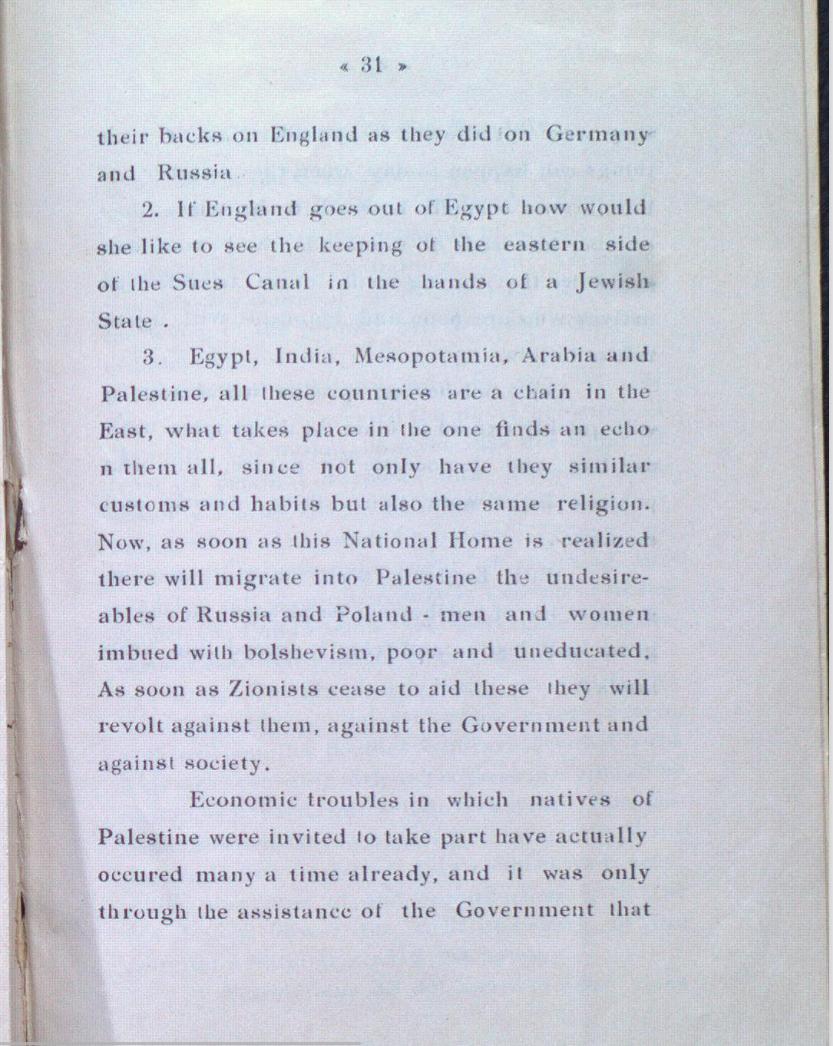 « 31 »
their backs on England as they did on Germany
and Russia
2. If England goes out of Egypt how would
she like to see the keeping of the eastern side
of the Sues Canal in the hands of a Jewish
State .
3. Egypt, India, Mesopotamia, Arabia and
Palestine, all these countries are a chain in the
East, what takes place in the one finds an echo
n them all, since not only have they similar
customs and habits but also the same religion.
Now, as soon as this National Home is realized
there will migrate into Palestine the undesire-
ables of Russia and Poland - men and women
imbued with bolshevism, poor and uneducated.
As soon as Zionists cease to aid these they will
revolt against them, against the Government and
against society.
Economic troubles in which natives of
Palestine were invited to take part have actually
occured many a time already, and it was only
through the assistance of the Government that